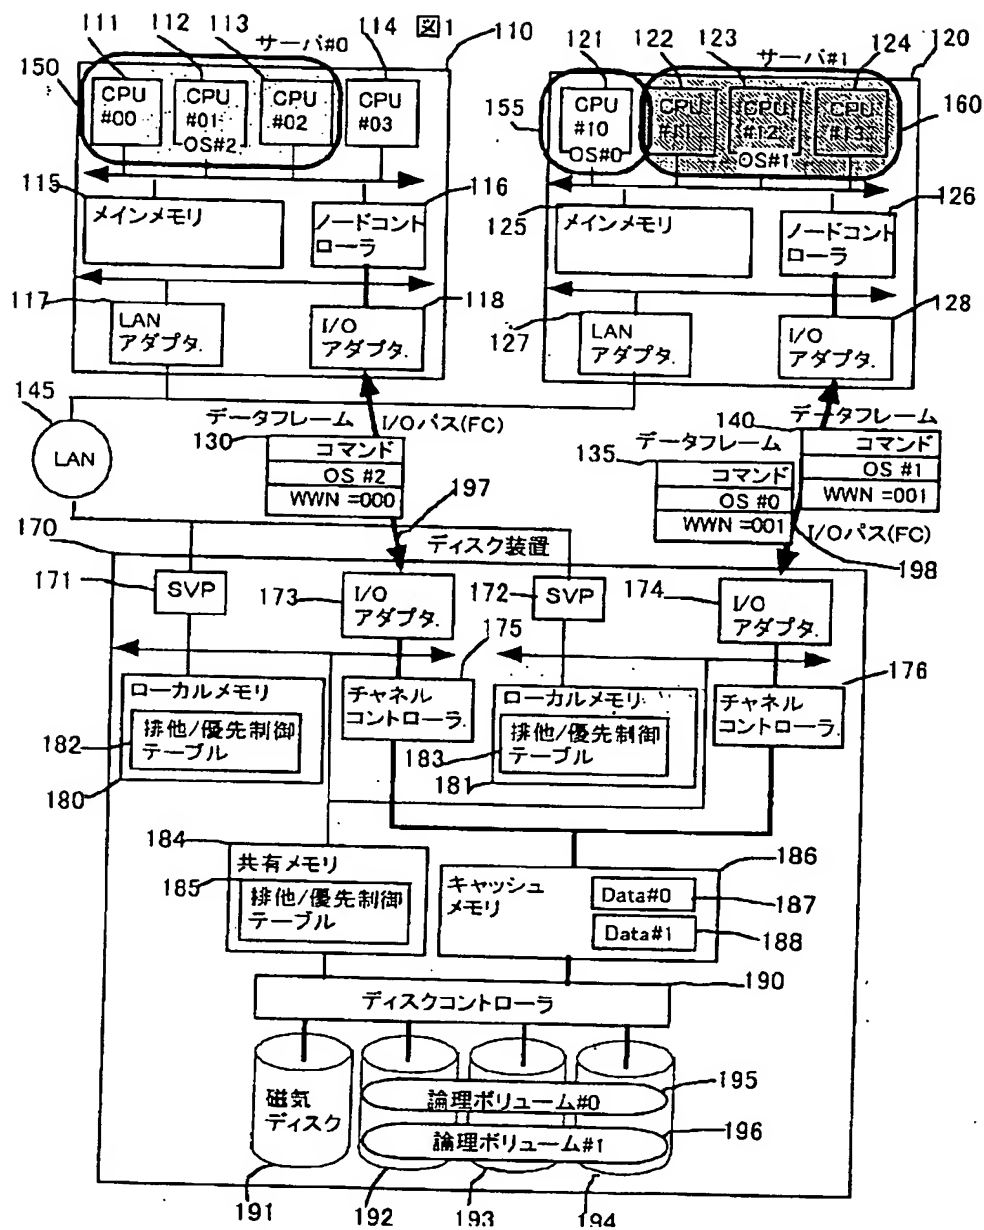 図1
111
112
113
サーバ#0
114
110
150
CPU
#00
CPU
#01
CPU
#02
CPU
#03
OS#2
115
メインメモリ
116
ノードコント
ローラ
117
LAN
アダプタ.
118
I/O
アダプタ.
121
122
123
サーバ#1
124
120
155
160
CPU
#10
OS#0
CPU
#11
CPU
#12
CPU
#13
OS#1
125
メインメモリ
126
ノードコント
ローラ
127
LAN
アダプタ.
128
I/O
アダプタ.
145
LAN
データフレーム
130
コマンド
OS #2
WWN =000
I/Oパス(FC)
197
データフレーム
135
コマンド
OS #0
WWN =001
データフレーム
140
コマンド
OS #1
WWN =001
I/Oパス(FC)
198
170
ディスク装置
171
SVP
173
I/O
アダプタ.
172
SVP
174
I/O
アダプタ.
175
チャネル
コントローラ.
176
チャネル
コントローラ.
ローカルメモリ
182
排他/優先制御
テーブル
180
ローカルメモリ
183
排他/優先制御
テーブル
181
184
共有メモリ
185
排他/優先制御
テーブル
186
キャッシュ
メモリ
Data#0
187
Data#1
188
190
ディスクコントローラ
磁気
ディスク
論理ボリューム#0
195
論理ボリューム#1
196
191
192
193
194